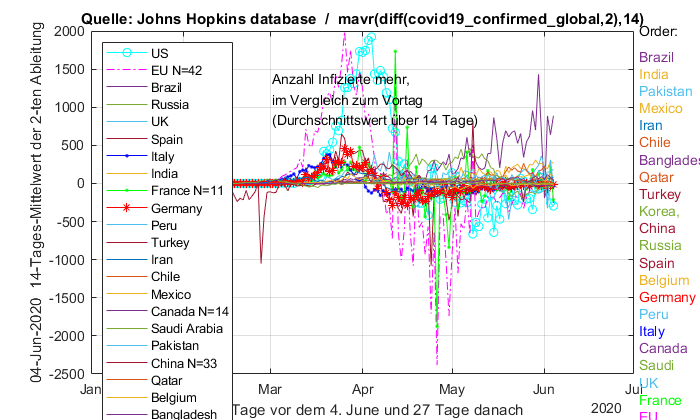 Quelle: Johns Hopkins database / mavr(diff(covid19_confirmed_global,2),14)
04-Jun-2020 14-Tages-Mittelwert der 2-ten Ableitung
2000
1500
1000
500
0
-500
-1000
-1500
-2000
-2500
US
EU N=42
Brazil
Russia
UK
Spain
Italy
India
France N=11
Germany
Peru
Turkey
Iran
Chile
Mexico
Canada N=14
Saudi Arabia
Pakistan
China N=33
Qatar
Belgium
Bangladesh
Anzahl Infizierte mehr,
im Vergleich zum Vortag
(Durchschnittswert über 14 Tage)
Order:
Brazil
India
Pakistan
Mexico
Iran
Chile
Bangladesh
Qatar
Turkey
Korea,
China
Russia
Spain
Belgium
Germany
Peru
Italy
Canada
Saudi
UK
France
EU
Jan Mar Apr May Jun Jul
2020
Tage vor dem 4. June und 27 Tage danach